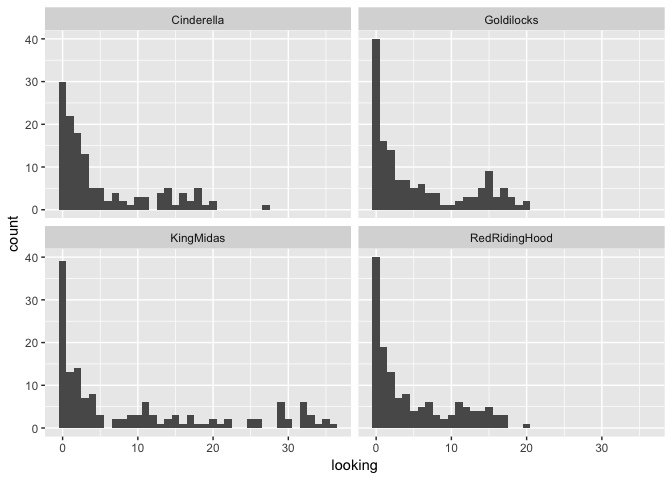 Cinderella
Goldilocks
40
30
20
10
0
count
KingMidas
RedRidingHood
40
30
20
10
0
0 10 20 30 0 10 20 30
looking